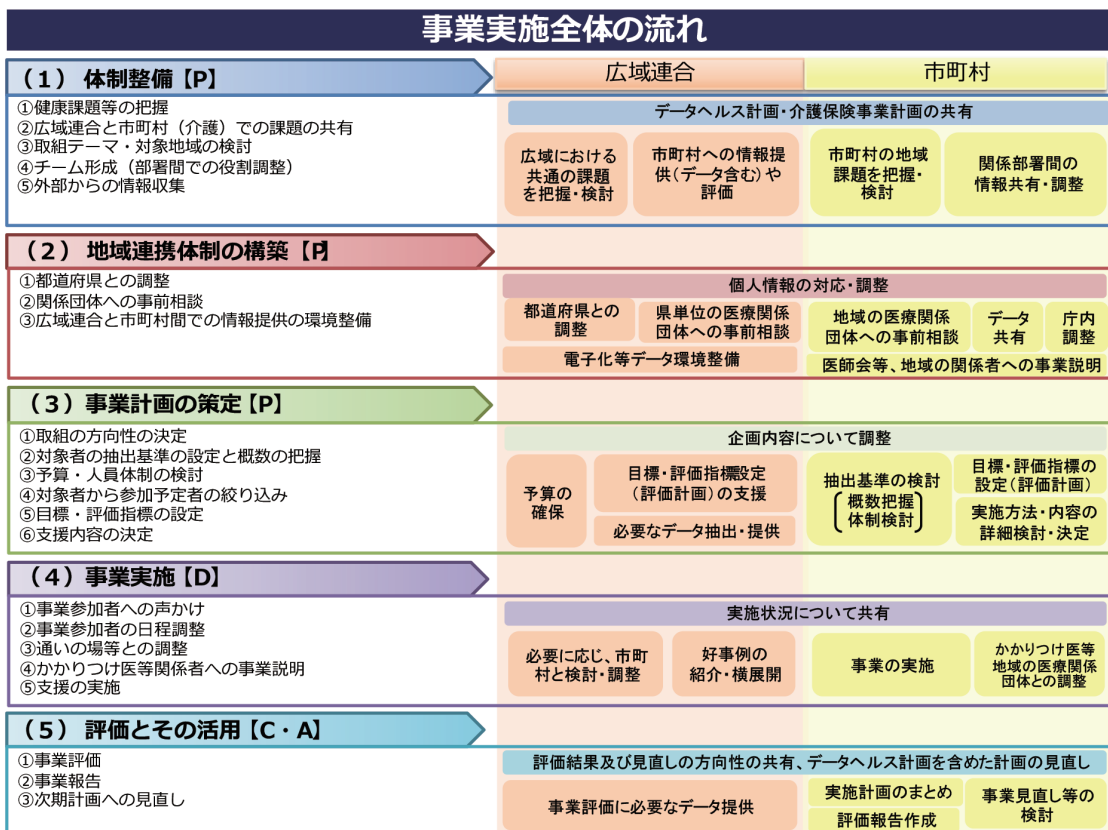 事業実施全体の流れ
（1） 体制整備【P】
広域連合
市町村
①健康課題等の把握
②広域連合と市町村（介護）での課題の共有
③取組テーマ・対象地域の検討
④チーム形成（部署間での役割調整）
⑤外部からの情報収集
データヘルス計画・介護保険事業計画の共有
広域における
共通の課題
を把握・検討
市町村への情報提
供（データ含む）や
評価
市町村の地域
課題を把握・
検討
関係部署間の
情報共有・調整
（2） 地域連携体制の構築【P】
①都道府県との調整
②関係団体への事前相談
③広域連合と市町村間での情報提供の環境整備
個人情報の対応・調整
都道府県との
調整
県単位の医療関係
団体への事前相談
地域の医療関係
団体への事前相談
データ
共有
庁内
調整
電子化等データ環境整備
医師会等、地域の関係者への事業説明
（3）事業計画の策定【P】
①取組の方向性の決定
②対象者の抽出基準の設定と概数の把握
③予算・人員体制の検討
④対象者から参加予定者の絞り込み
⑤目標・評価指標の設定
⑥支援内容の決定
企画内容について調整
予算の
確保
目標・評価指標設定
（評価計画）の支援
必要なデータ抽出・提供
抽出基準の検討
概数把握
体制検討
目標・評価指標の
設定（評価計画）
実施方法・内容の
詳細検討・決定
（4）事業実施【D】
①事業参加者への声かけ
②事業参加者の日程調整
③通いの場等との調整
④かかりつけ医等関係者への事業説明
⑤支援の実施
実施状況について共有
必要に応じ、市町
村と検討・調整
好事例の
紹介・横展開
事業の実施
かかりつけ医等
地域の医療関係
団体との調整
（5） 評価とその活用【C・A】
①事業評価
②事業報告
③次期計画への見直し
評価結果及び見直しの方向性の共有、データヘルス計画を含めた計画の見直し
事業評価に必要なデータ提供
実施計画のまとめ
評価報告作成
事業見直し等の
検討